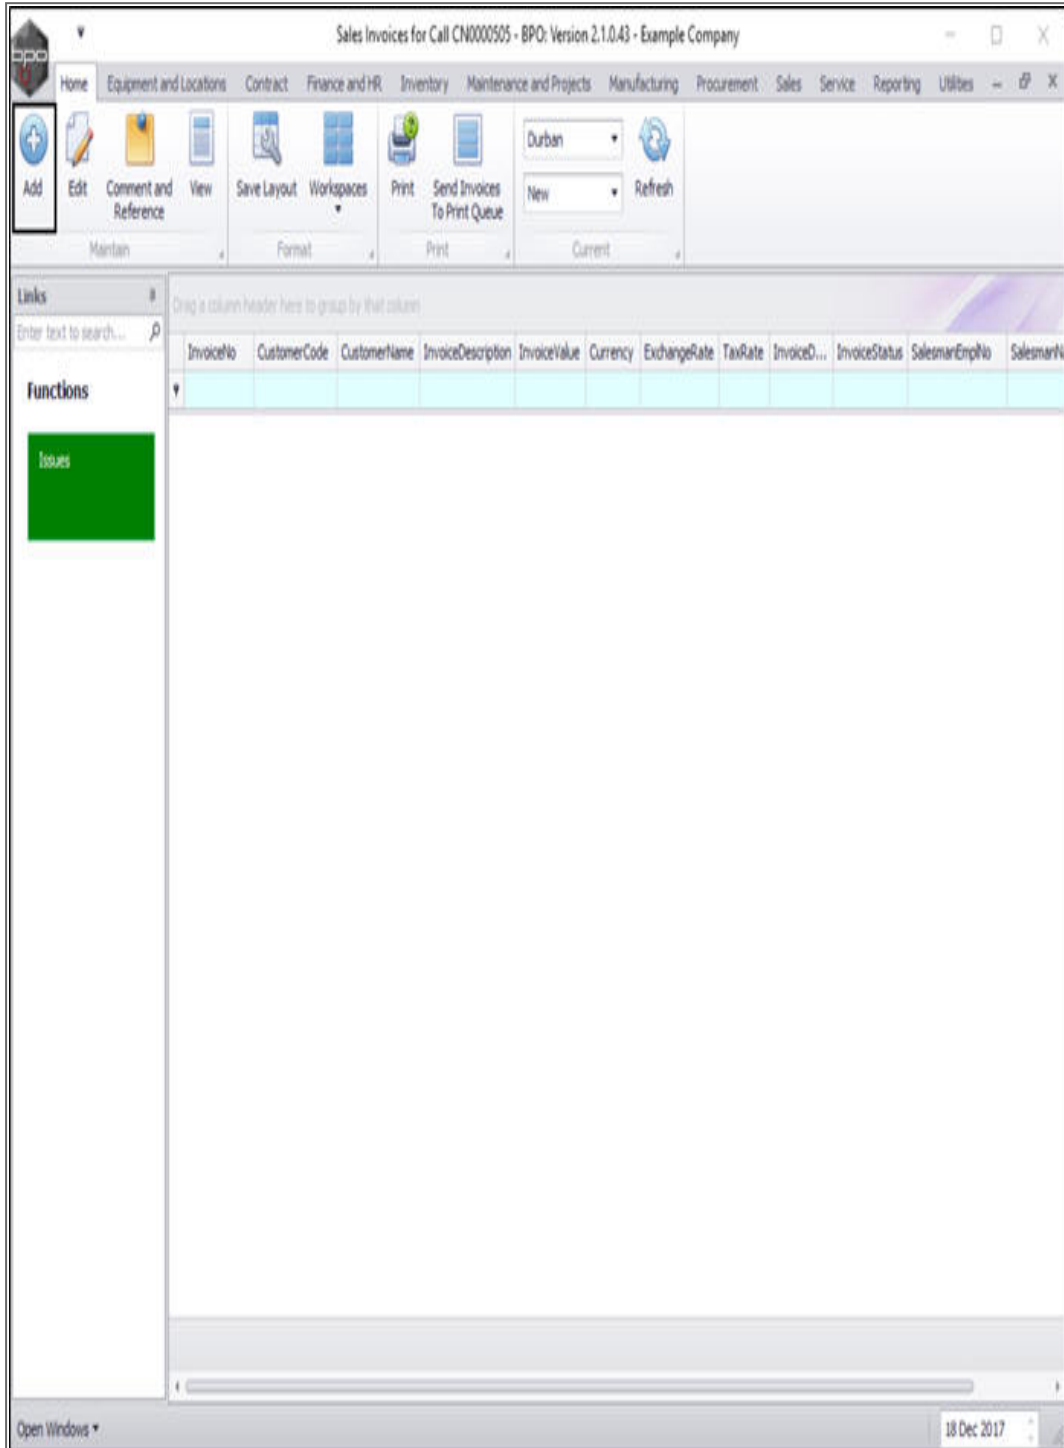 Sales Invoices for Call CN0000505 - BPO: Version 2.1.0.43 - Example Company
bpo
Home Equipment and Locations Contract Finance and HR Inventory Maintenance and Projects Manufacturing Procurement Sales Service Reporting Utilities
Add Edit Comment and Reference View Save Layout Workspaces Print Send Invoices To Print Queue Durban New Refresh
Maintain Format Print Current
Links
Enter text to search...
Drag a column header here to group by that column
InvoiceNo CustomerCode CustomerName InvoiceDescription InvoiceValue Currency ExchangeRate TaxRate InvoiceD... InvoiceStatus SalesmanEmplNo SalesmanN
Functions
Issues
Open Windows
18 Dec 2017